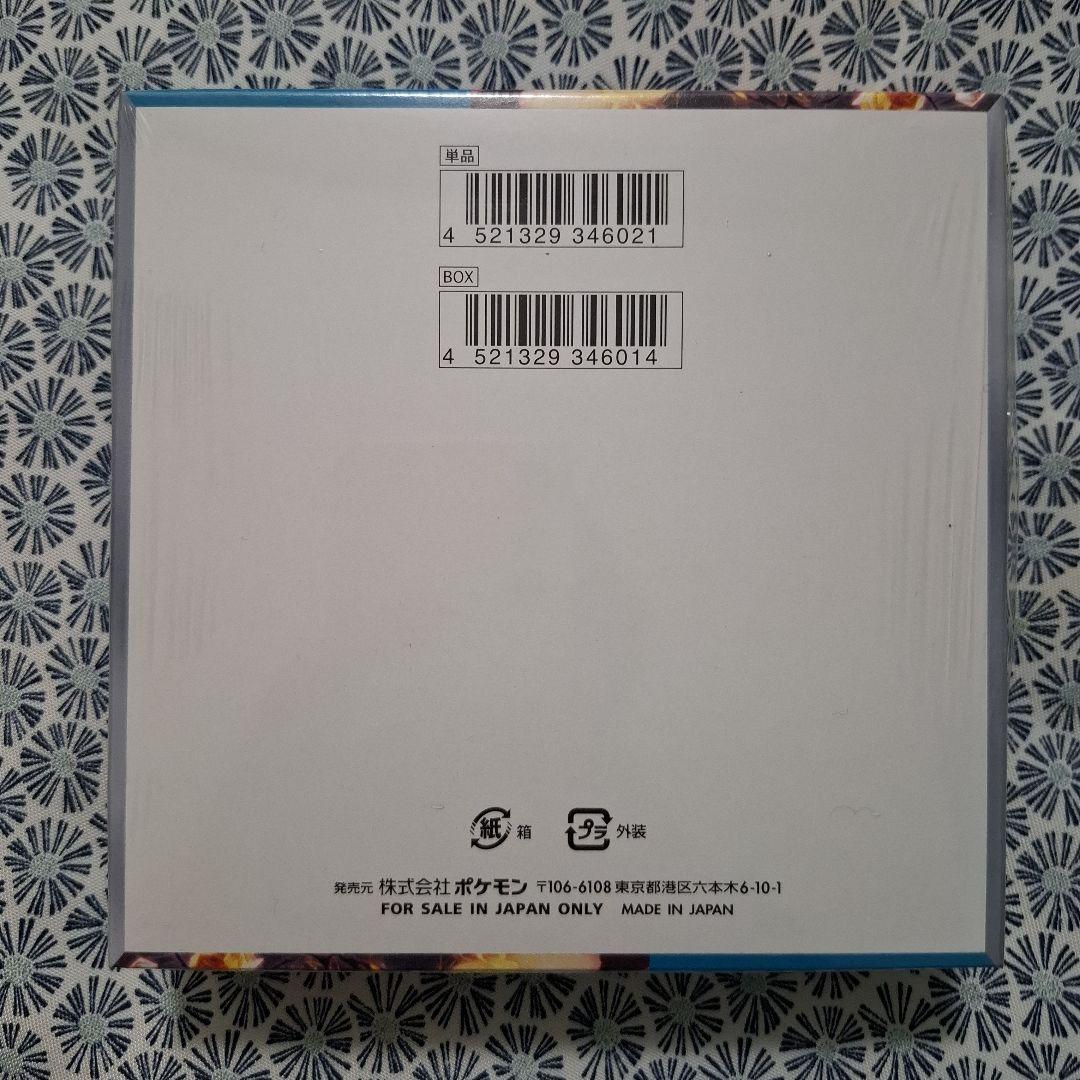 単品
4 521329 346021
BOX
4 521329 346014
紙 箱 プラ 外装
発売元 株式会社 ポケモン 〒106-6108 東京都港区六本木6-10-1
FOR SALE IN JAPAN ONLY MADE IN JAPAN